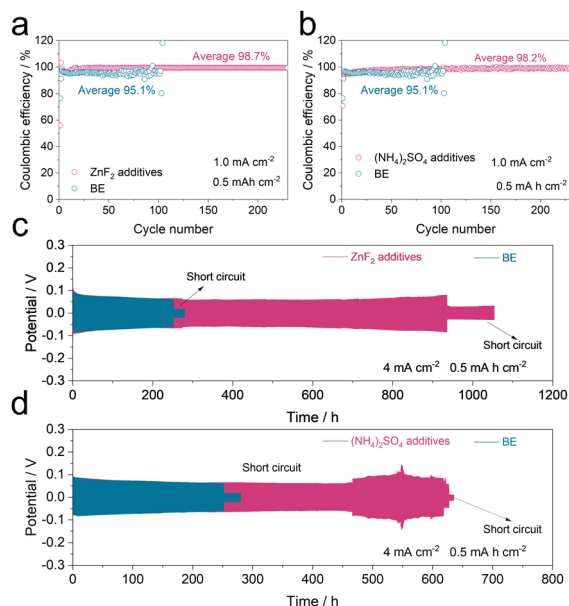 a
120
100
80
60
40
20
0
Coulombic efficiency / %
Average 98.7%
Average 95.1%
ZnF₂ additives
BE
1.0 mA cm⁻²
0.5 mAh cm⁻²
0 50 100 150 200
Cycle number
b
120
100
80
60
40
20
0
Coulombic efficiency / %
Average 98.2%
Average 95.1%
(NH₄)₂SO₄ additives
BE
1.0 mA cm⁻²
0.5 mA h cm⁻²
0 50 100 150 200
Cycle number
c
0.3
0.2
0.1
0.0
-0.1
-0.2
-0.3
Potential / V
ZnF₂ additives
BE
Short circuit
Short circuit
4 mA cm⁻² 0.5 mA h cm⁻²
0 200 400 600 800 1000 1200
Time / h
d
0.3
0.2
0.1
0.0
-0.1
-0.2
-0.3
Potential / V
(NH₄)₂SO₄ additives
BE
Short circuit
Short circuit
4 mA cm⁻² 0.5 mA h cm⁻²
0 100 200 300 400 500 600 700 800
Time / h